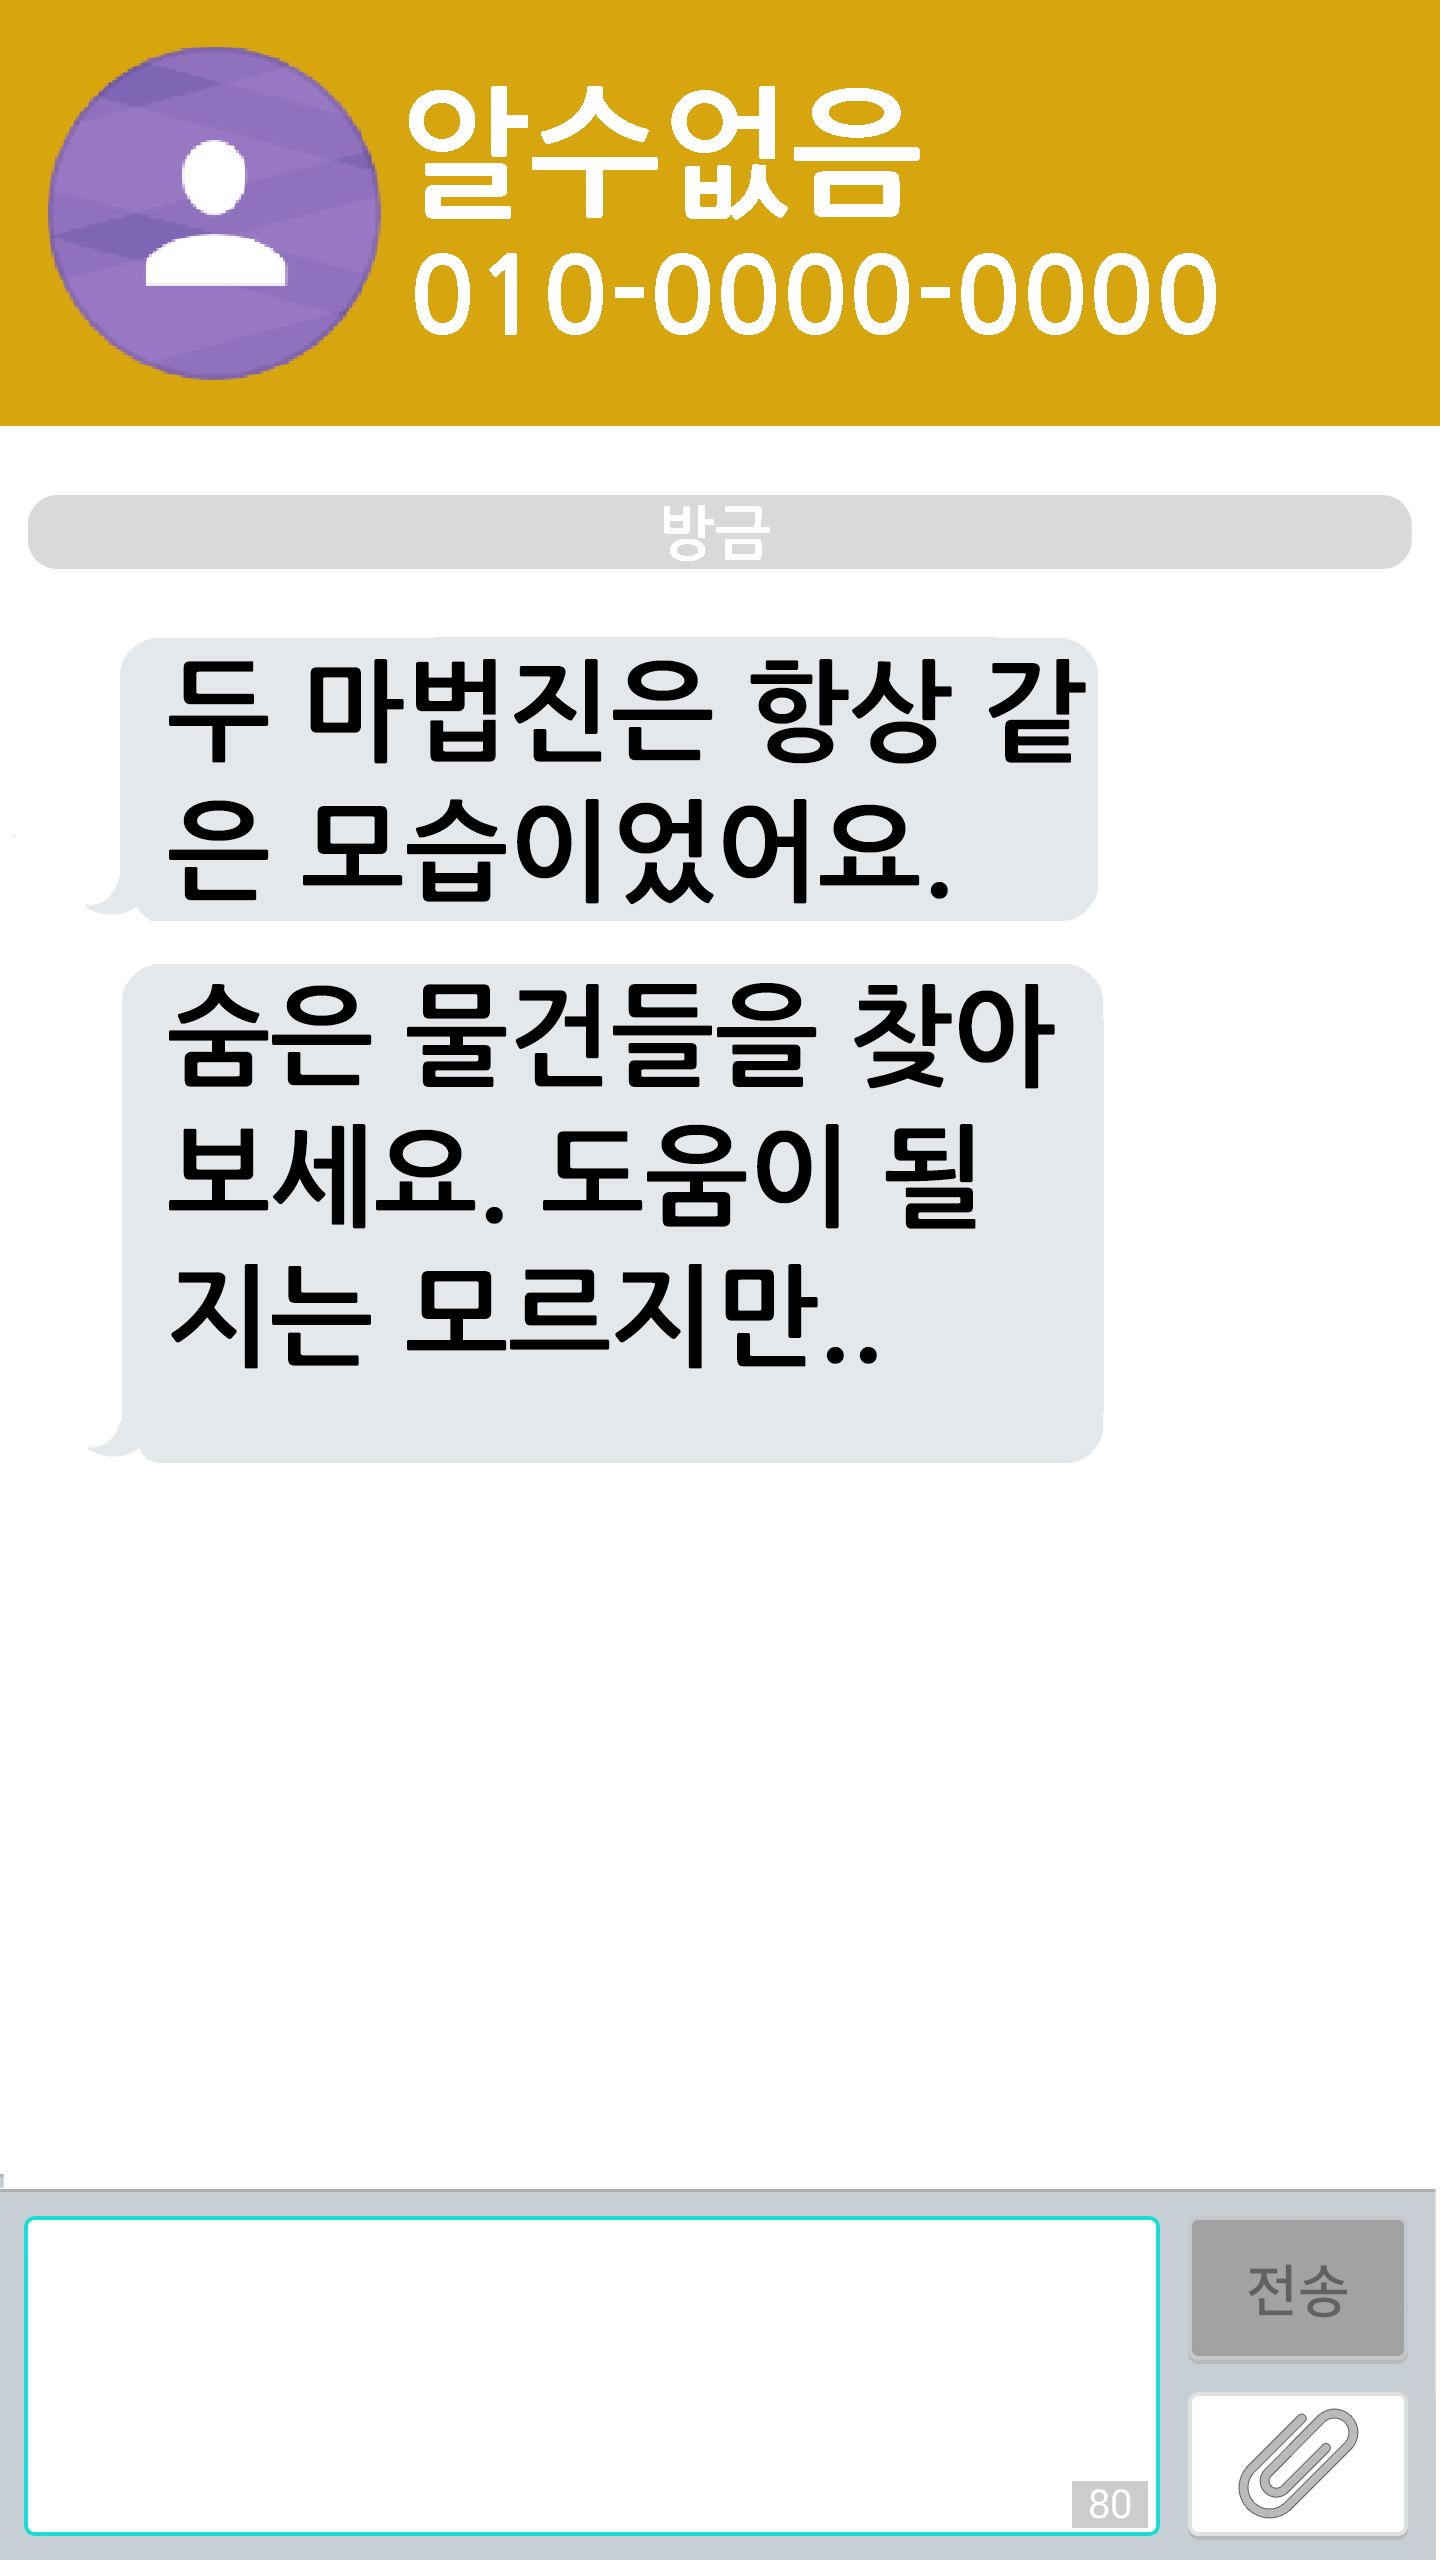 알수없음
010-0000-0000
방금
두 마법진은 항상 같
은 모습이었어요.
숨은 물건들을 찾아
보세요. 도움이 될
지는 모르지만..
전송
80